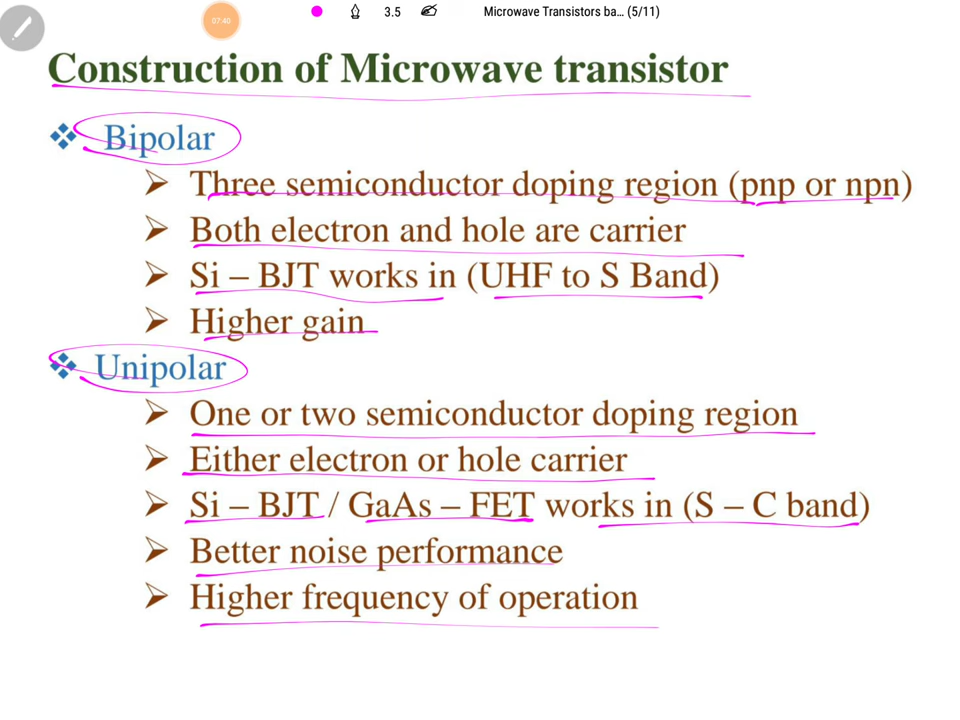 07:40 3.5 Microwave Transistors ba... (5/11)
Construction of Microwave transistor
Bipolar
Three semiconductor doping region (pnp or npn)
Both electron and hole are carrier
Si – BJT works in (UHF to S Band)
Higher gain
Unipolar
One or two semiconductor doping region
Either electron or hole carrier
Si – BJT / GaAs – FET works in (S – C band)
Better noise performance
Higher frequency of operation